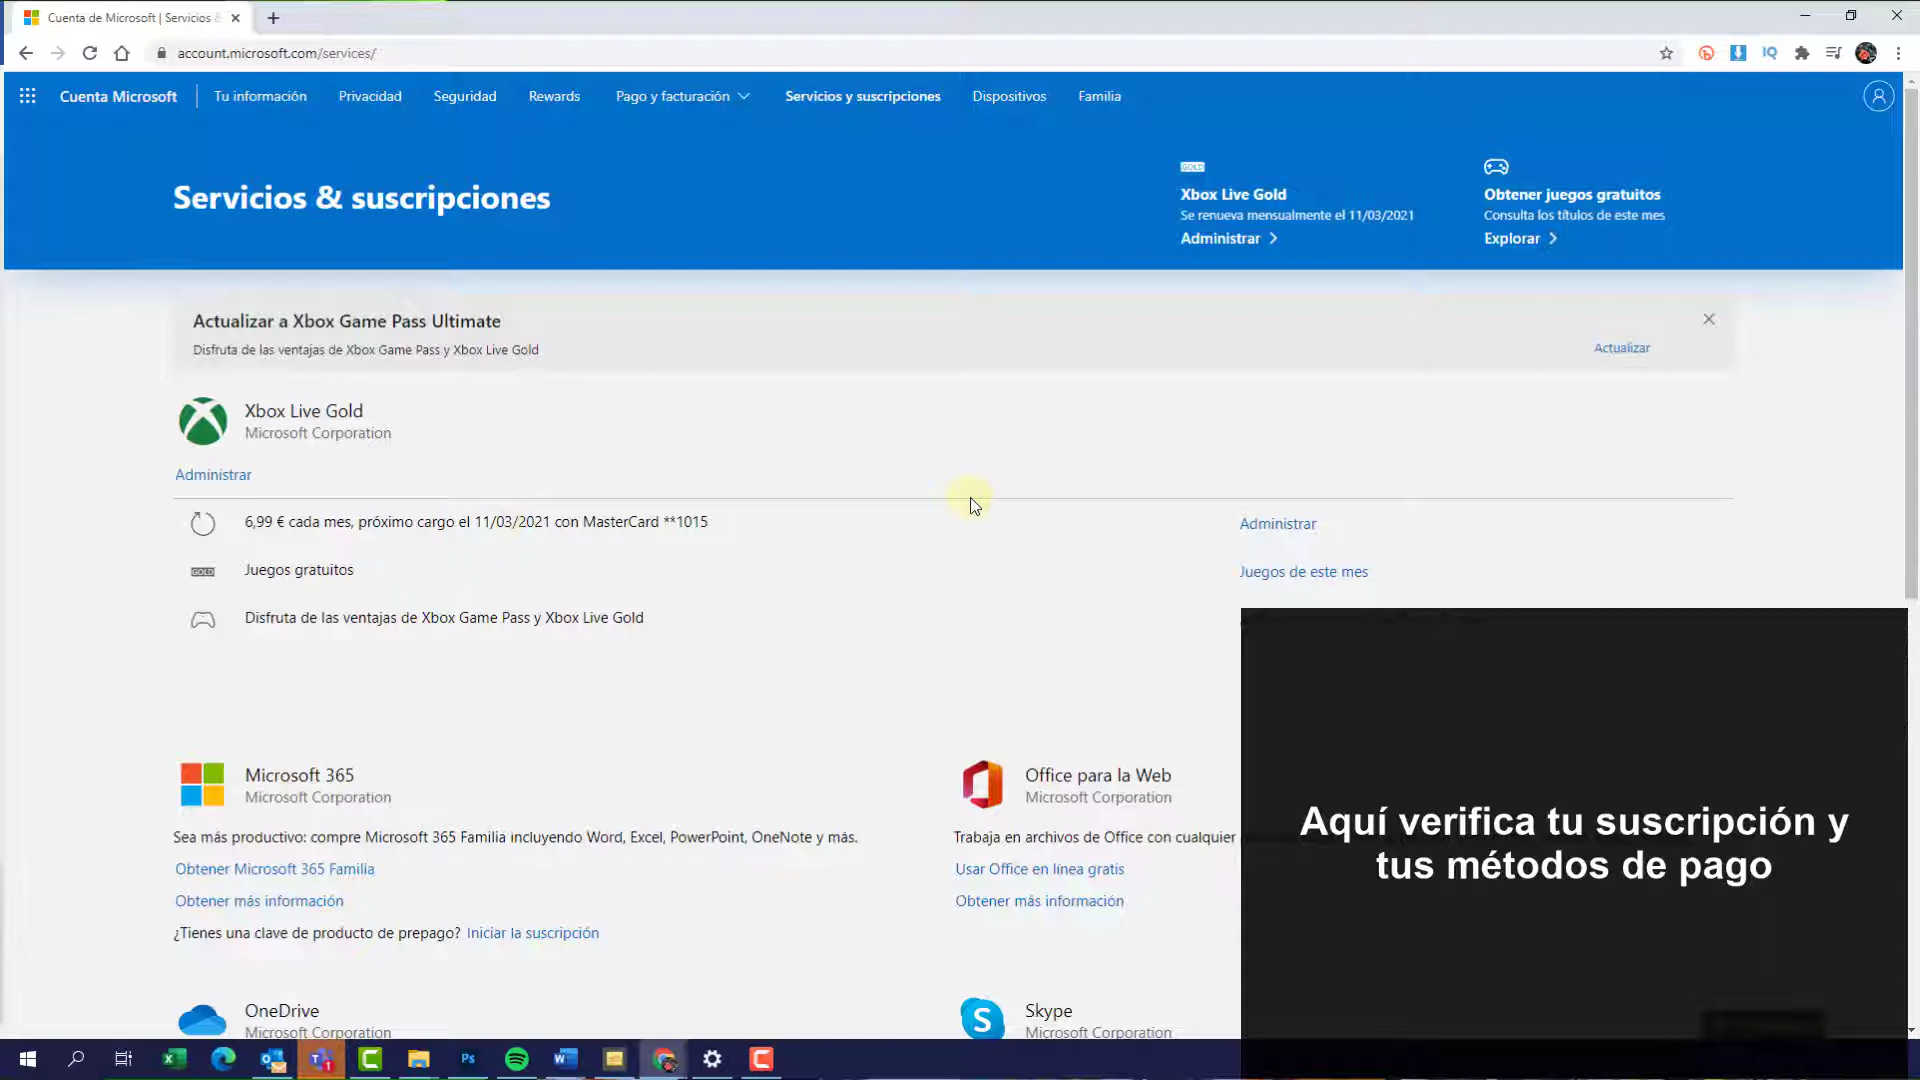 Cuenta de Microsoft | Servicios &
account.microsoft.com/services/
IQ
Cuenta Microsoft
Tu información
Privacidad
Seguridad
Rewards
Pago y facturación
Servicios y suscripciones
Dispositivos
Familia
Servicios & suscripciones
GOLD
Xbox Live Gold
Se renueva mensualmente el 11/03/2021
Administrar
Obtener juegos gratuitos
Consulta los títulos de este mes
Explorar
Actualizar a Xbox Game Pass Ultimate
Disfruta de las ventajas de Xbox Game Pass y Xbox Live Gold
Actualizar
Xbox Live Gold
Microsoft Corporation
Administrar
6,99 € cada mes, próximo cargo el 11/03/2021 con MasterCard **1015
Administrar
GOLD
Juegos gratuitos
Juegos de este mes
Disfruta de las ventajas de Xbox Game Pass y Xbox Live Gold
Microsoft 365
Microsoft Corporation
Sea más productivo: compre Microsoft 365 Familia incluyendo Word, Excel, PowerPoint, OneNote y más.
Obtener Microsoft 365 Familia
Obtener más información
¿Tienes una clave de producto de prepago? Iniciar la suscripción
Office para la Web
Microsoft Corporation
Trabaja en archivos de Office con cualquier
Usar Office en línea gratis
Obtener más información
Aquí verifica tu suscripción y
tus métodos de pago
OneDrive
Microsoft Corporation
Skype
Microsoft Corporation
Ps